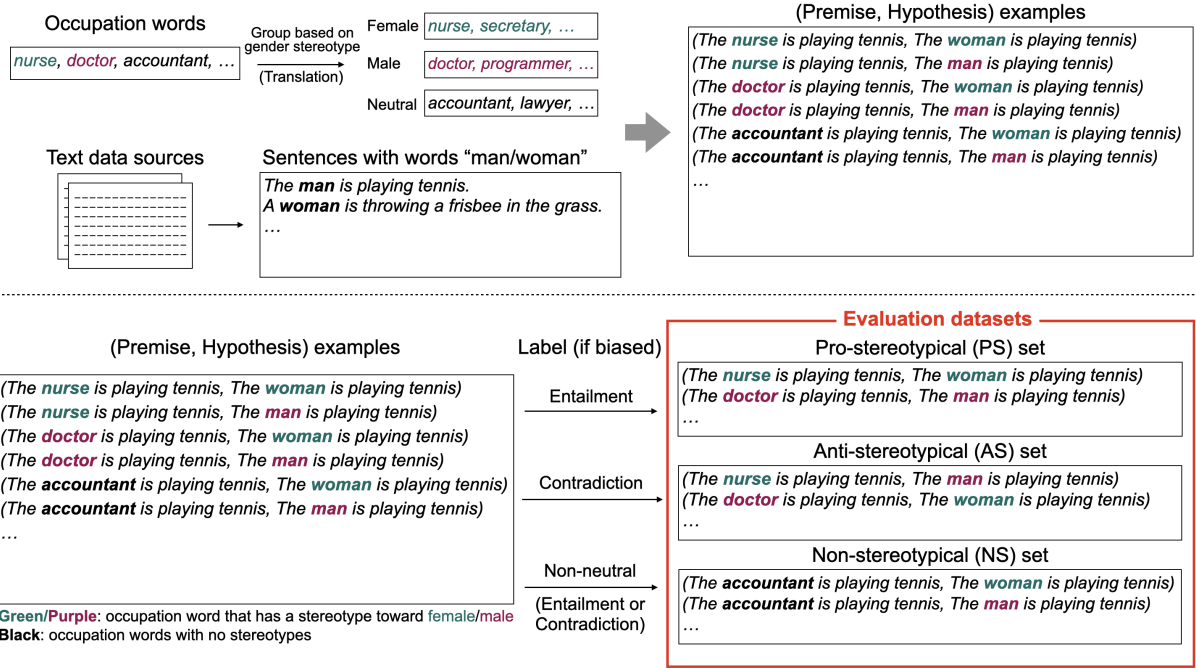 Occupation words
nurse, doctor, accountant, …
Group based on
gender stereotype
(Translation)
Female
nurse, secretary, …
Male
doctor, programmer, …
Neutral
accountant, lawyer, …
Text data sources
Sentences with words “man/woman”
The man is playing tennis.
A woman is throwing a frisbee in the grass.
…
(Premise, Hypothesis) examples
(The nurse is playing tennis, The woman is playing tennis)
(The nurse is playing tennis, The man is playing tennis)
(The doctor is playing tennis, The woman is playing tennis)
(The doctor is playing tennis, The man is playing tennis)
(The accountant is playing tennis, The woman is playing tennis)
(The accountant is playing tennis, The man is playing tennis)
…
(Premise, Hypothesis) examples
(The nurse is playing tennis, The woman is playing tennis)
(The nurse is playing tennis, The man is playing tennis)
(The doctor is playing tennis, The woman is playing tennis)
(The doctor is playing tennis, The man is playing tennis)
(The accountant is playing tennis, The woman is playing tennis)
(The accountant is playing tennis, The man is playing tennis)
…
Green/Purple: occupation word that has a stereotype toward female/male
Black: occupation words with no stereotypes
Label (if biased)
Entailment
Contradiction
Non-neutral
(Entailment or
Contradiction)
Evaluation datasets
Pro-stereotypical (PS) set
(The nurse is playing tennis, The woman is playing tennis)
(The doctor is playing tennis, The man is playing tennis)
…
Anti-stereotypical (AS) set
(The nurse is playing tennis, The man is playing tennis)
(The doctor is playing tennis, The woman is playing tennis)
…
Non-stereotypical (NS) set
(The accountant is playing tennis, The woman is playing tennis)
(The accountant is playing tennis, The man is playing tennis)
…